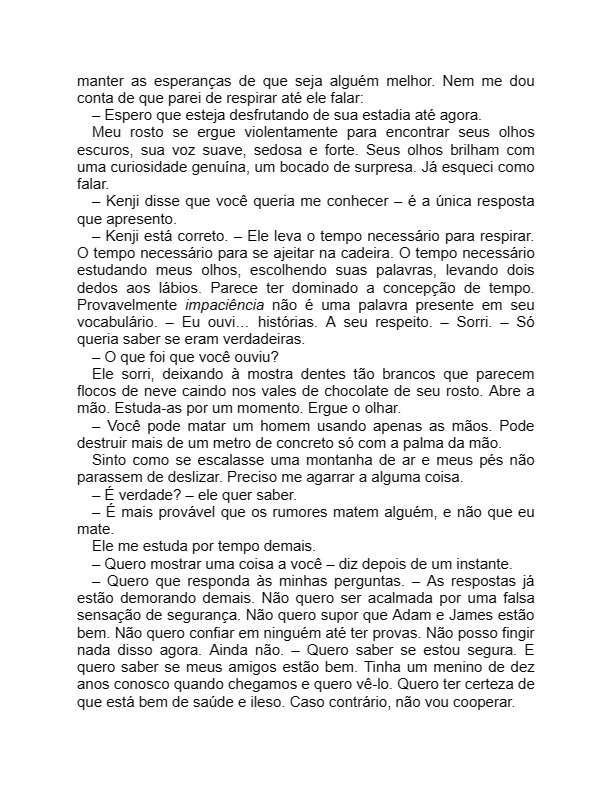 manter as esperanças de que seja alguém melhor. Nem me dou
conta de que parei de respirar até ele falar:
– Espero que esteja desfrutando de sua estadia até agora.
Meu rosto se ergue violentamente para encontrar seus olhos
escuros, sua voz suave, sedosa e forte. Seus olhos brilham com
uma curiosidade genuína, um bocado de surpresa. Já esqueci como
falar.
– Kenji disse que você queria me conhecer – é a única resposta
que apresento.
– Kenji está correto. – Ele leva o tempo necessário para respirar.
O tempo necessário para se ajeitar na cadeira. O tempo necessário
estudando meus olhos, escolhendo suas palavras, levando dois
dedos aos lábios. Parece ter dominado a concepção de tempo.
Provavelmente impaciência não é uma palavra presente em seu
vocabulário. – Eu ouvi… histórias. A seu respeito. – Sorri. – Só
queria saber se eram verdadeiras.
– O que foi que você ouviu?
Ele sorri, deixando à mostra dentes tão brancos que parecem
flocos de neve caindo nos vales de chocolate de seu rosto. Abre a
mão. Estuda-as por um momento. Ergue o olhar.
– Você pode matar um homem usando apenas as mãos. Pode
destruir mais de um metro de concreto só com a palma da mão.
Sinto como se escalasse uma montanha de ar e meus pés não
parassem de deslizar. Preciso me agarrar a alguma coisa.
– É verdade? – ele quer saber.
– É mais provável que os rumores matem alguém, e não que eu
mate.
Ele me estuda por tempo demais.
– Quero mostrar uma coisa a você – diz depois de um instante.
– Quero que responda às minhas perguntas. – As respostas já
estão demorando demais. Não quero ser acalmada por uma falsa
sensação de segurança. Não quero supor que Adam e James estão
bem. Não quero confiar em ninguém até ter provas. Não posso fingir
nada disso agora. Ainda não. – Quero saber se estou segura. E
quero saber se meus amigos estão bem. Tinha um menino de dez
anos conosco quando chegamos e quero vê-lo. Quero ter certeza de
que está bem de saúde e ileso. Caso contrário, não vou cooperar.